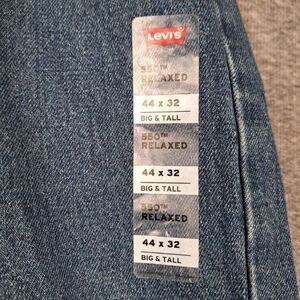 Levi's
550™
RELAXED
44 x 32
BIG & TALL
550™
RELAXED
44 x 32
BIG & TALL
550™
RELAXED
44 x 32
BIG & TALL